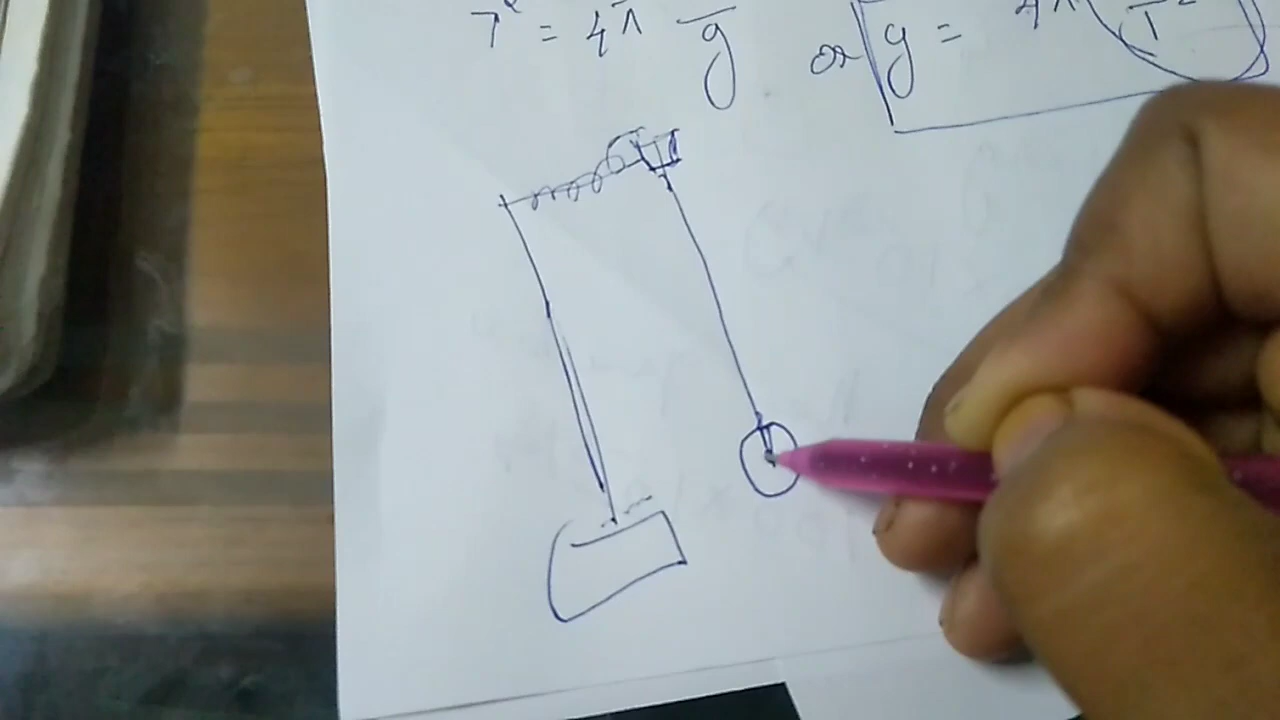 T² = 4π² —/g or g = 4π² —/T²